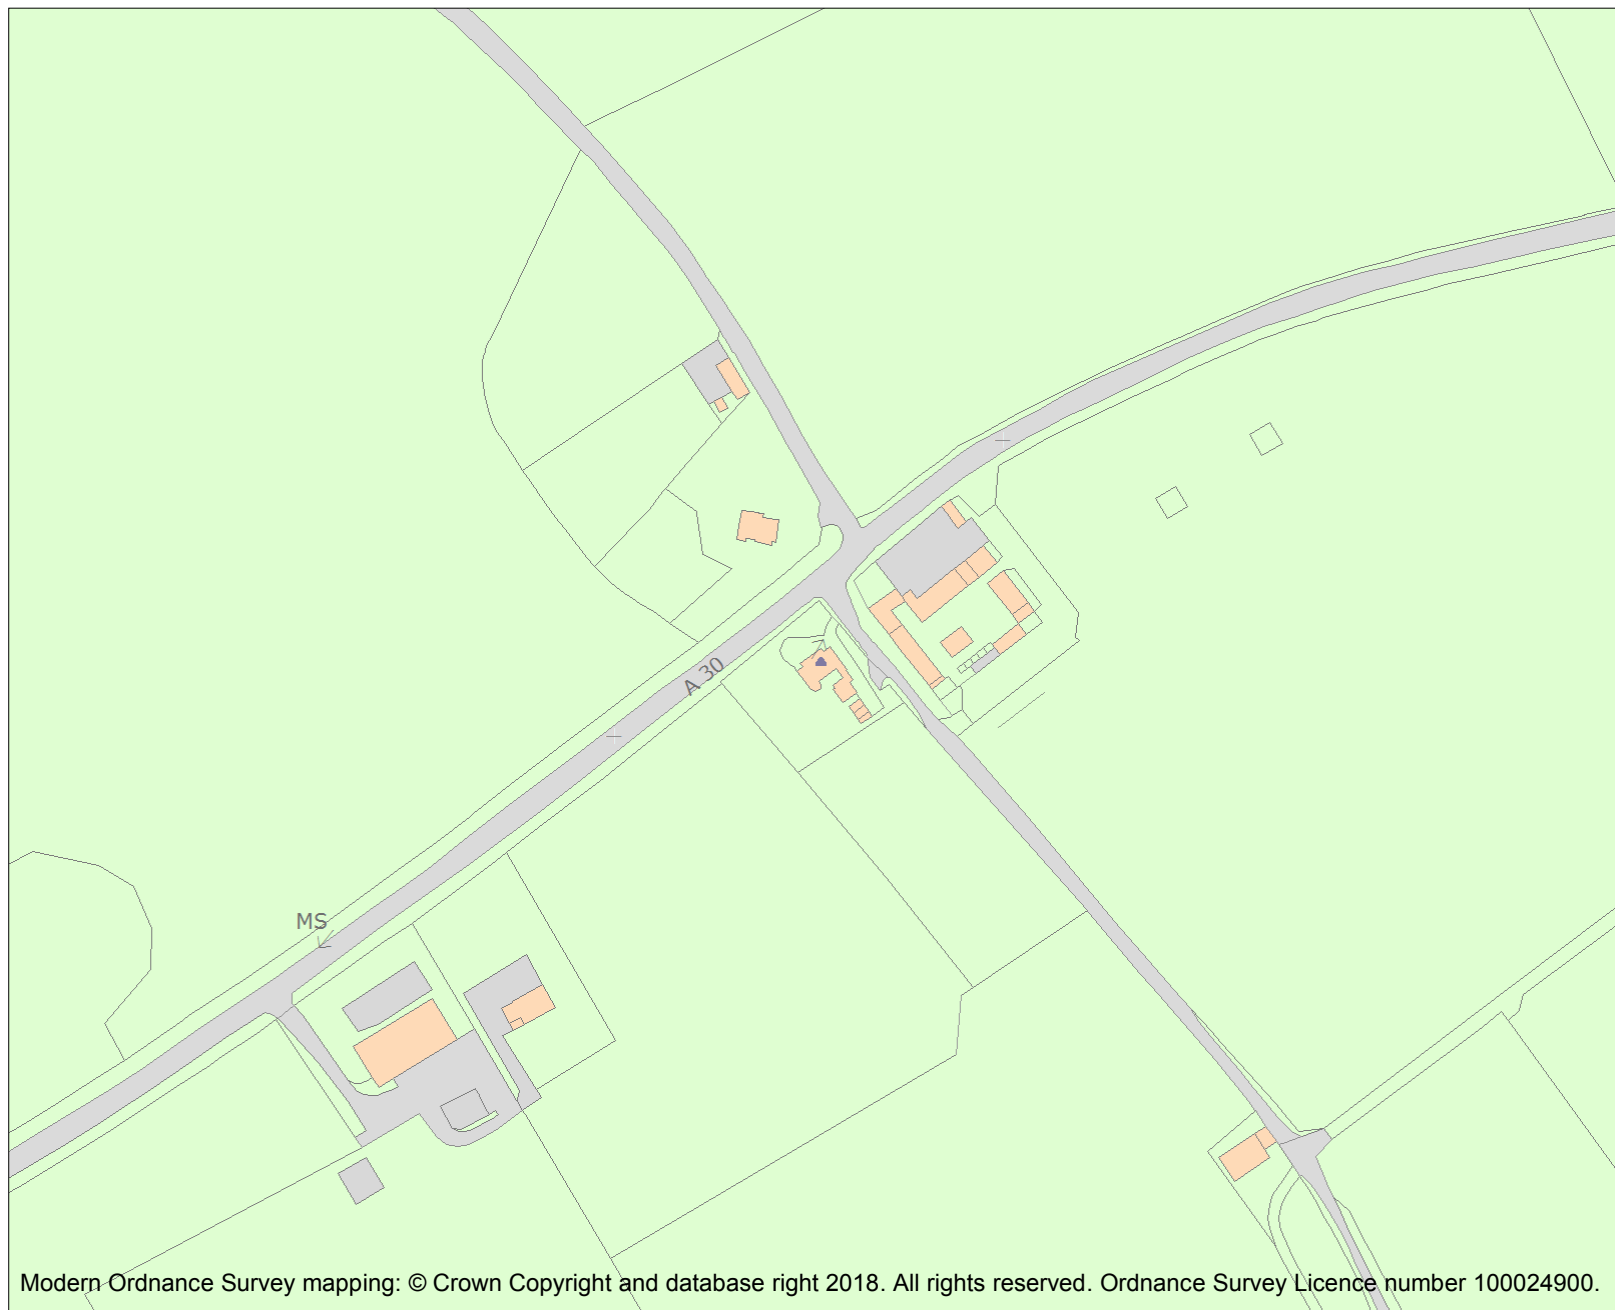 A 30
MS
Modern Ordnance Survey mapping: © Crown Copyright and database right 2018. All rights reserved. Ordnance Survey Licence number 100024900.